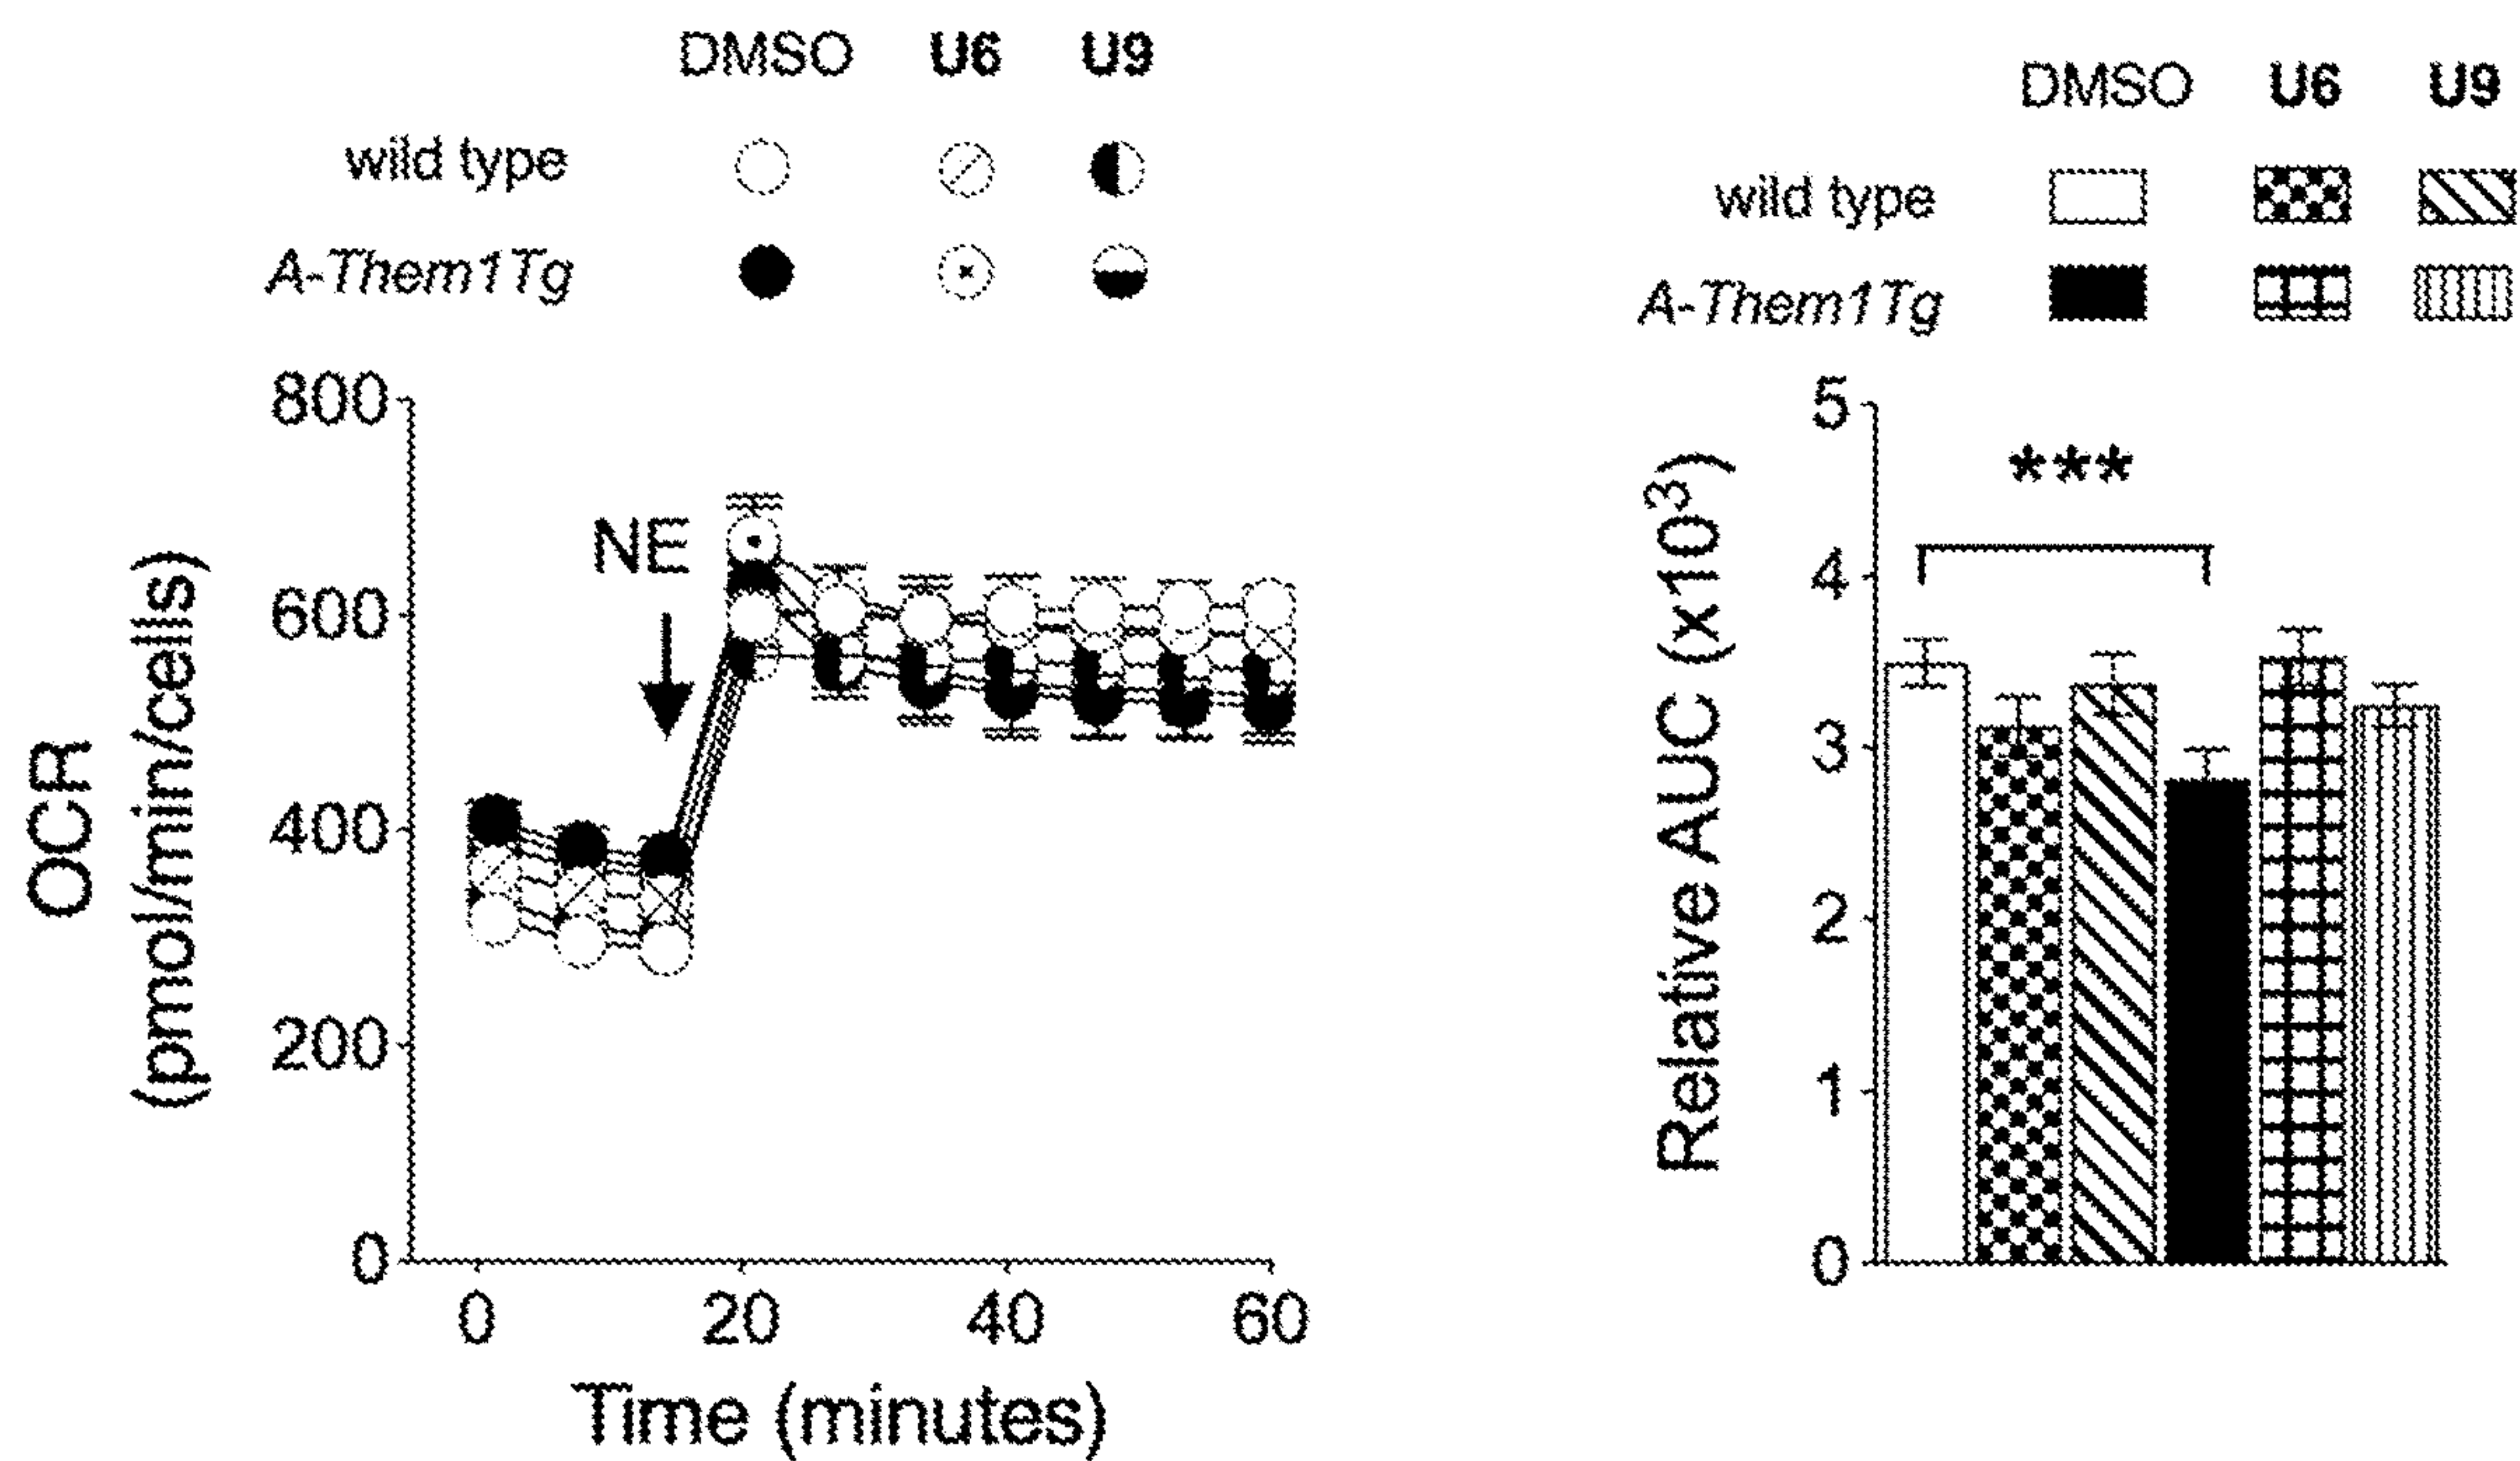 DMSO U6 U9
wild type
A-Them1Tg
800
600
400
200
0
NE
OCR
(pmol/min/cells)
0 20 40 60
Time (minutes)
DMSO U6 U9
wild type
A-Them1Tg
5
4
3
2
1
0
***
Relative AUC (x10³)